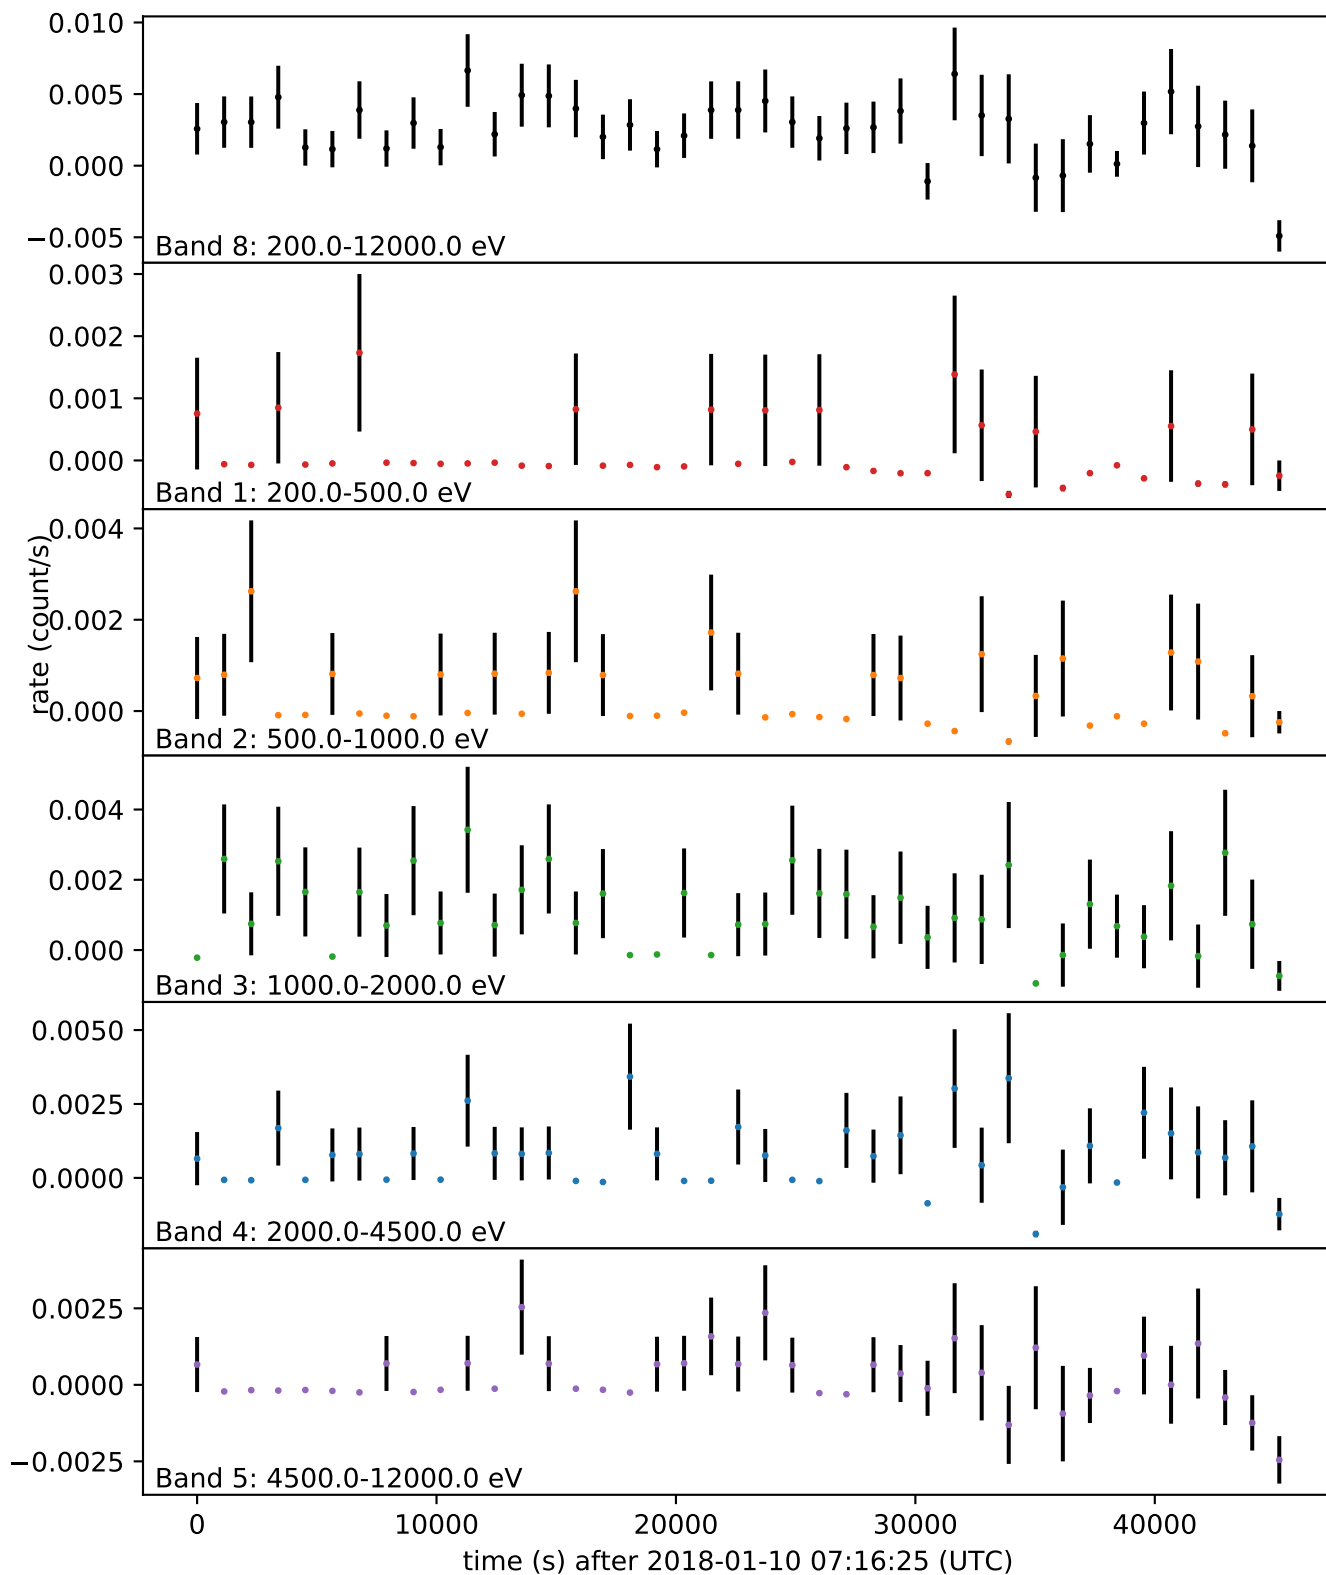 0.010
0.005
0.000
−0.005
Band 8: 200.0-12000.0 eV
0.003
0.002
0.001
0.000
Band 1: 200.0-500.0 eV
rate (count/s)
0.004
0.002
0.000
Band 2: 500.0-1000.0 eV
0.004
0.002
0.000
Band 3: 1000.0-2000.0 eV
0.0050
0.0025
0.0000
Band 4: 2000.0-4500.0 eV
0.0025
0.0000
−0.0025
Band 5: 4500.0-12000.0 eV
0 10000 20000 30000 40000
time (s) after 2018-01-10 07:16:25 (UTC)